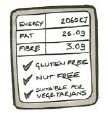 ENERGY 2060KJ
FAT 26.0g
FIBRE 3.0g
GLUTEN FREE
NUT FREE
SUITABLE FOR
VEGETARIANS